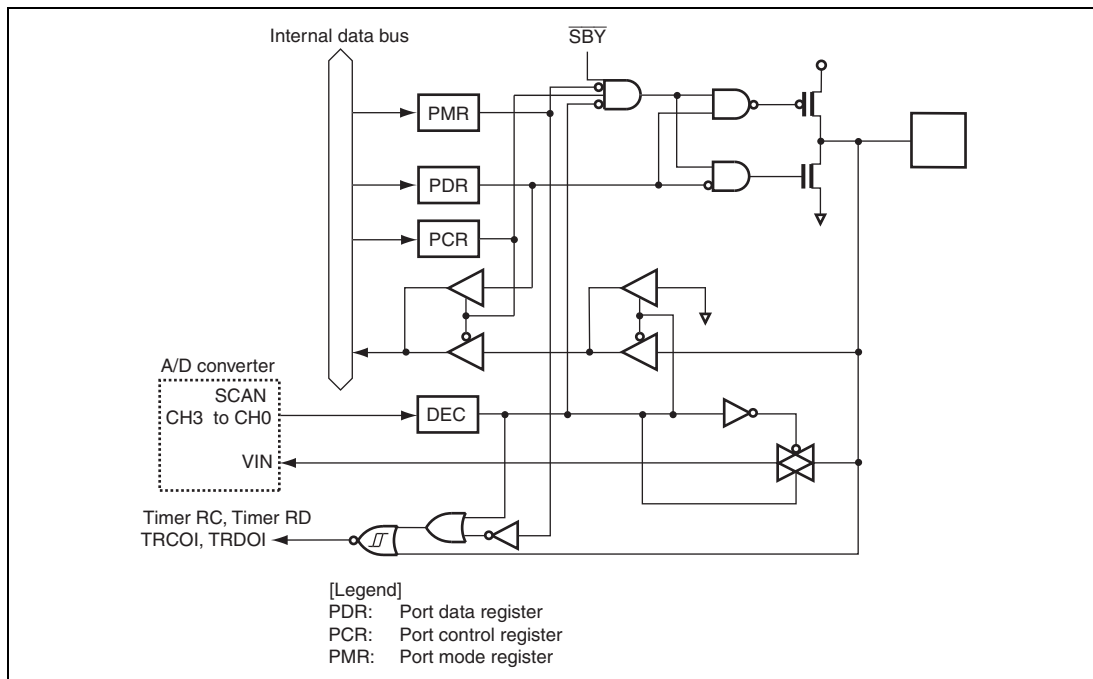 Internal data bus
SBY
PMR
PDR
PCR
A/D converter
SCAN
CH3 to CH0
DEC
VIN
Timer RC, Timer RD
TRCOI, TRDOI
[Legend]
PDR: Port data register
PCR: Port control register
PMR: Port mode register